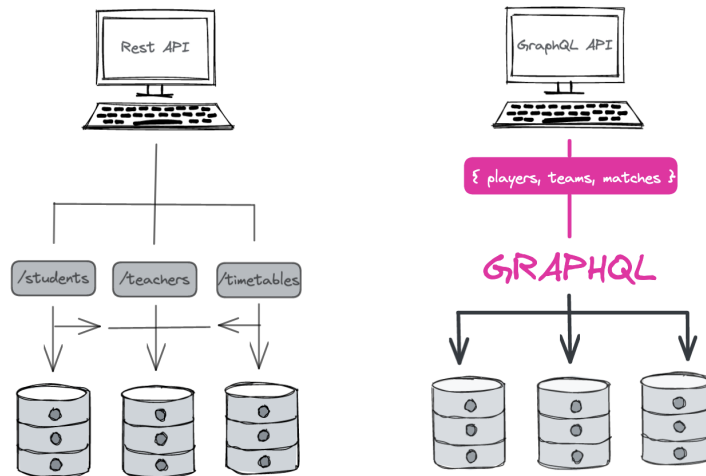 Rest API
GraphQL API
{ players, teams, matches }
GRAPHQL
/students
/teachers
/timetables